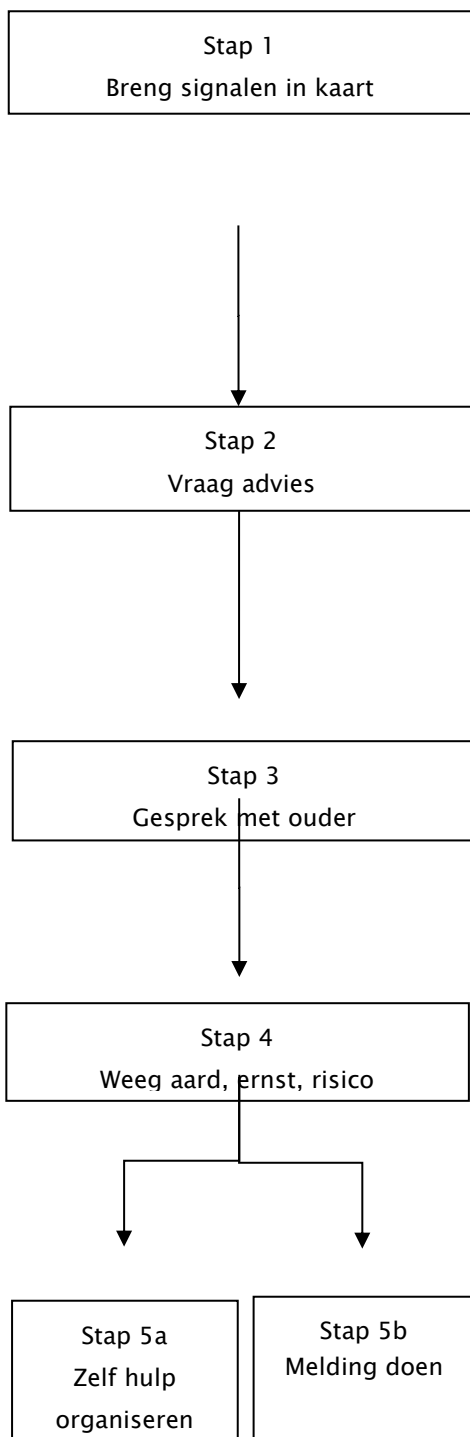 Stap 1
Breng signalen in kaart
Stap 2
Vraag advies
Stap 3
Gesprek met ouder
Stap 4
Weeg aard, ernst, risico
Stap 5a
Zelf hulp
organiseren
Stap 5b
Melding doen